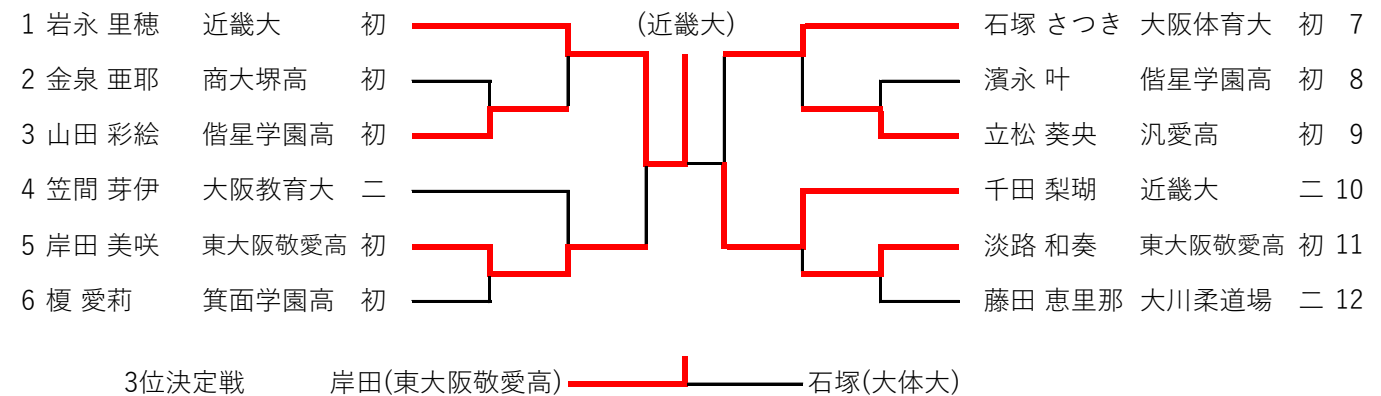 1 岩永 里穂 近畿大 初 (近畿大) 石塚 さつき 大阪体育大 初 7
2 金泉 亜耶 商大堺高 初 濱永 叶 偕星学園高 初 8
3 山田 彩絵 偕星学園高 初 立松 葵央 汎愛高 初 9
4 笠間 芽伊 大阪教育大 二 千田 梨瑚 近畿大 二 10
5 岸田 美咲 東大阪敬愛高 初 淡路 和奏 東大阪敬愛高 初 11
6 榎 愛莉 箕面学園高 初 藤田 恵里那 大川柔道場 二 12
3位決定戦 岸田(東大阪敬愛高) 石塚(大体大)